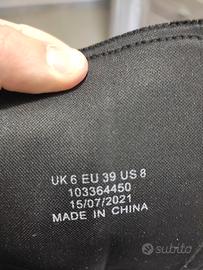 UK 6 EU 39 US 8
103364450
15/07/2021
MADE IN CHINA
subito